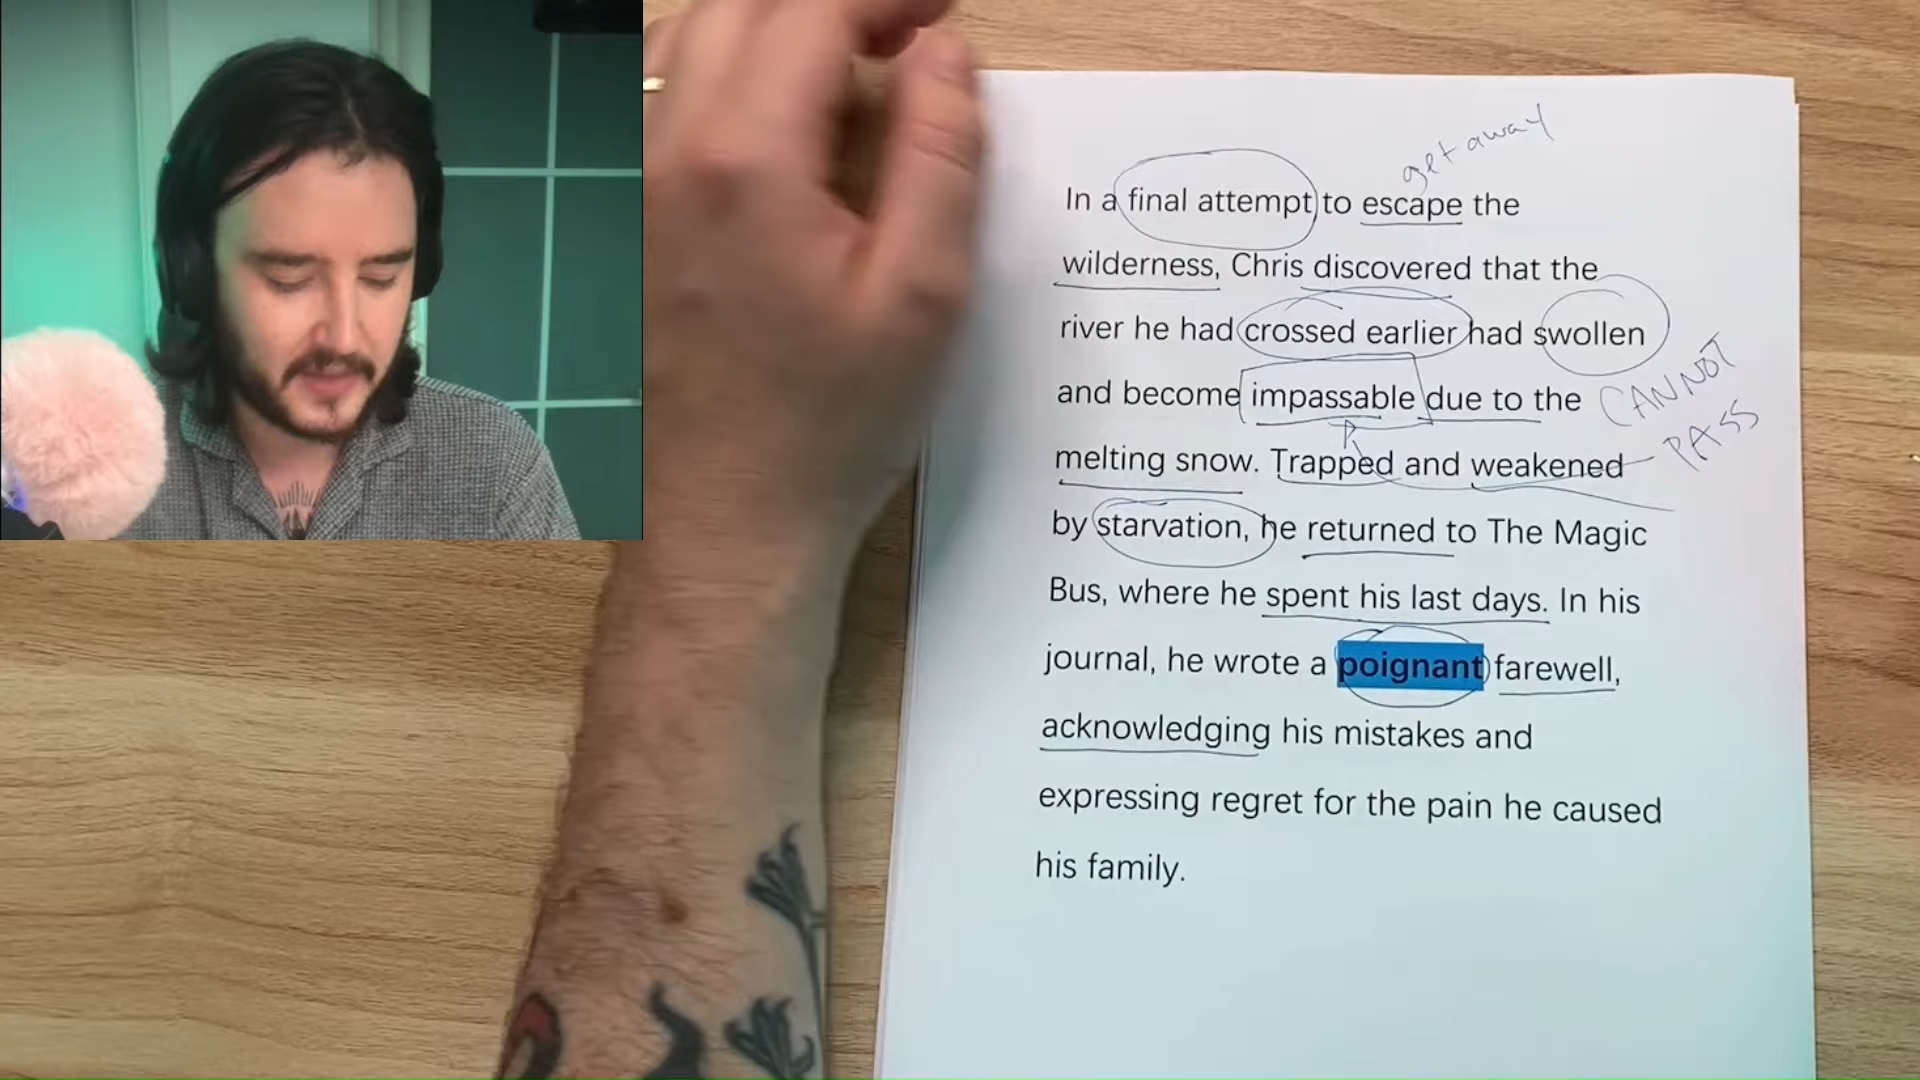 get away
In a final attempt to escape the
wilderness, Chris discovered that the
river he had crossed earlier had swollen
and become impassable due to the
CANNOT
PASS
melting snow. Trapped and weakened
by starvation, he returned to The Magic
Bus, where he spent his last days. In his
journal, he wrote a poignant farewell,
acknowledging his mistakes and
expressing regret for the pain he caused
his family.